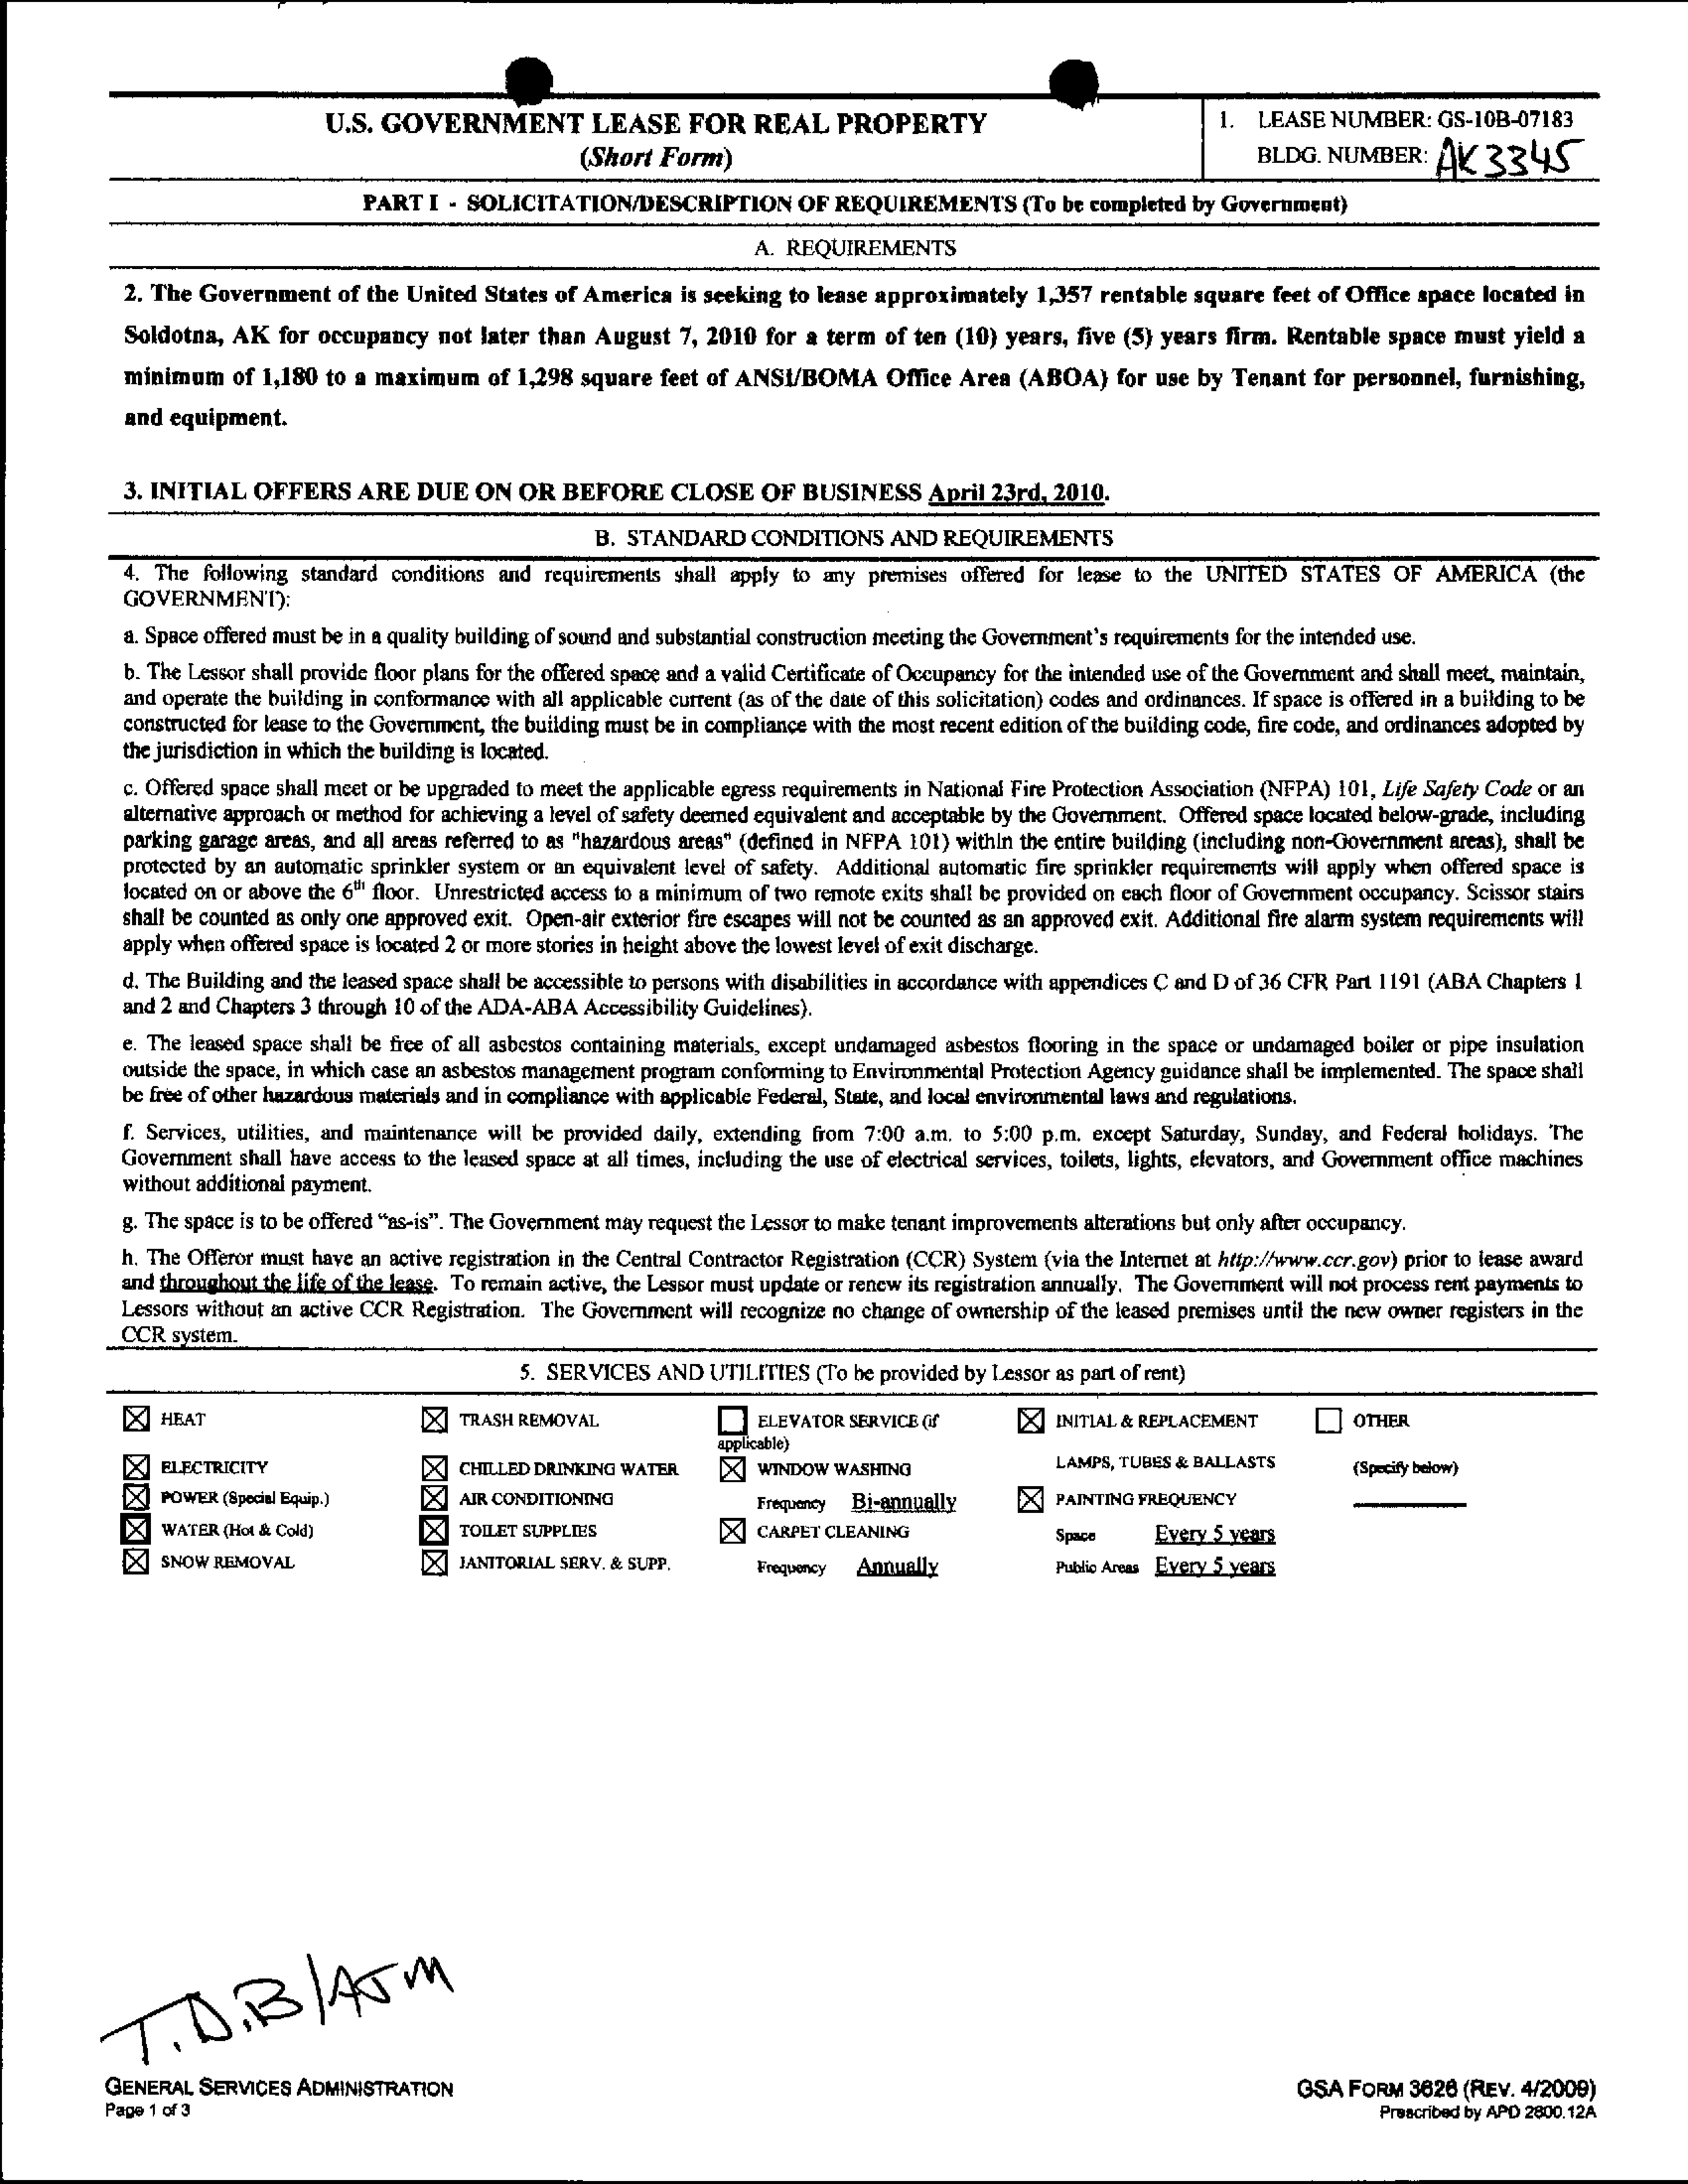 U.S. GOVERNMENT LEASE FOR REAL PROPERTY
(Short Form)
1. LEASE NUMBER: GS-10B-07183
BLDG. NUMBER: AK3345
PART I - SOLICITATION/DESCRIPTION OF REQUIREMENTS (To be completed by Government)
A. REQUIREMENTS
2. The Government of the United States of America is seeking to lease approximately 1,357 rentable square feet of Office space located in
Soldotna, AK for occupancy not later than August 7, 2010 for a term of ten (10) years, five (5) years firm. Rentable space must yield a
minimum of 1,180 to a maximum of 1,298 square feet of ANSI/BOMA Office Area (ABOA) for use by Tenant for personnel, furnishing,
and equipment.
3. INITIAL OFFERS ARE DUE ON OR BEFORE CLOSE OF BUSINESS April 23rd, 2010.
B. STANDARD CONDITIONS AND REQUIREMENTS
4. The following standard conditions and requirements shall apply to any premises offered for lease to the UNITED STATES OF AMERICA (the
GOVERNMENT):
a. Space offered must be in a quality building of sound and substantial construction meeting the Government's requirements for the intended use.
b. The Lessor shall provide floor plans for the offered space and a valid Certificate of Occupancy for the intended use of the Government and shall meet, maintain,
and operate the building in conformance with all applicable current (as of the date of this solicitation) codes and ordinances. If space is offered in a building to be
constructed for lease to the Government, the building must be in compliance with the most recent edition of the building code, fire code, and ordinances adopted by
the jurisdiction in which the building is located.
c. Offered space shall meet or be upgraded to meet the applicable egress requirements in National Fire Protection Association (NFPA) 101, Life Safety Code or an
alternative approach or method for achieving a level of safety deemed equivalent and acceptable by the Government. Offered space located below-grade, including
parking garage areas, and all areas referred to as "hazardous areas" (defined in NFPA 101) within the entire building (including non-Government areas), shall be
protected by an automatic sprinkler system or an equivalent level of safety. Additional automatic fire sprinkler requirements will apply when offered space is
located on or above the 6th floor. Unrestricted access to a minimum of two remote exits shall be provided on each floor of Government occupancy. Scissor stairs
shall be counted as only one approved exit. Open-air exterior fire escapes will not be counted as an approved exit. Additional fire alarm system requirements will
apply when offered space is located 2 or more stories in height above the lowest level of exit discharge.
d. The Building and the leased space shall be accessible to persons with disabilities in accordance with appendices C and D of 36 CFR Part 1191 (ABA Chapters 1
and 2 and Chapters 3 through 10 of the ADA-ABA Accessibility Guidelines).
e. The leased space shall be free of all asbestos containing materials, except undamaged asbestos flooring in the space or undamaged boiler or pipe insulation
outside the space, in which case an asbestos management program conforming to Environmental Protection Agency guidance shall be implemented. The space shall
be free of other hazardous materials and in compliance with applicable Federal, State, and local environmental laws and regulations.
f. Services, utilities, and maintenance will be provided daily, extending from 7:00 a.m. to 5:00 p.m. except Saturday, Sunday, and Federal holidays. The
Government shall have access to the leased space at all times, including the use of electrical services, toilets, lights, elevators, and Government office machines
without additional payment.
g. The space is to be offered "as-is". The Government may request the Lessor to make tenant improvements alterations but only after occupancy.
h. The Offeror must have an active registration in the Central Contractor Registration (CCR) System (via the Internet at http://www.ccr.gov) prior to lease award
and throughout the life of the lease. To remain active, the Lessor must update or renew its registration annually. The Government will not process rent payments to
Lessors without an active CCR Registration. The Government will recognize no change of ownership of the leased premises until the new owner registers in the
CCR system.
5. SERVICES AND UTILITIES (To be provided by Lessor as part of rent)
☒ HEAT ☒ TRASH REMOVAL ☐ ELEVATOR SERVICE (if ☒ INITIAL & REPLACEMENT ☐ OTHER
applicable)
☒ ELECTRICITY ☒ CHILLED DRINKING WATER ☒ WINDOW WASHING LAMPS, TUBES & BALLASTS (Specify below)
☒ POWER (Special Equip.) ☒ AIR CONDITIONING Frequency Bi-annually ☒ PAINTING FREQUENCY
☒ WATER (Hot & Cold) ☒ TOILET SUPPLIES ☒ CARPET CLEANING Space Every 5 years
☒ SNOW REMOVAL ☒ JANITORIAL SERV. & SUPP. Frequency Annually Public Areas Every 5 years
T.D.B/ASM
GENERAL SERVICES ADMINISTRATION
Page 1 of 3
GSA FORM 3626 (REV. 4/2009)
Prescribed by APD 2800.12A